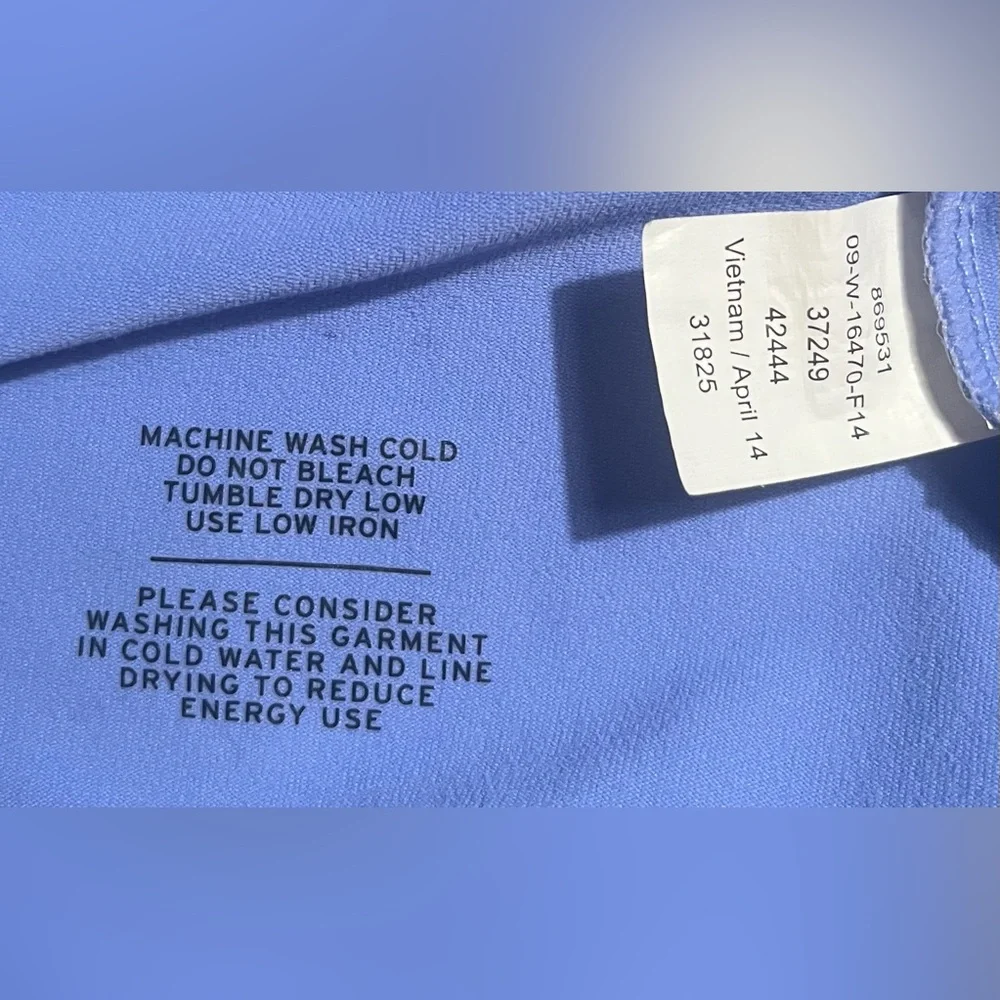 MACHINE WASH COLD
DO NOT BLEACH
TUMBLE DRY LOW
USE LOW IRON
PLEASE CONSIDER
WASHING THIS GARMENT
IN COLD WATER AND LINE
DRYING TO REDUCE
ENERGY USE
869531
09-W-16470-F14
37249
42444
Vietnam / April 14
31825